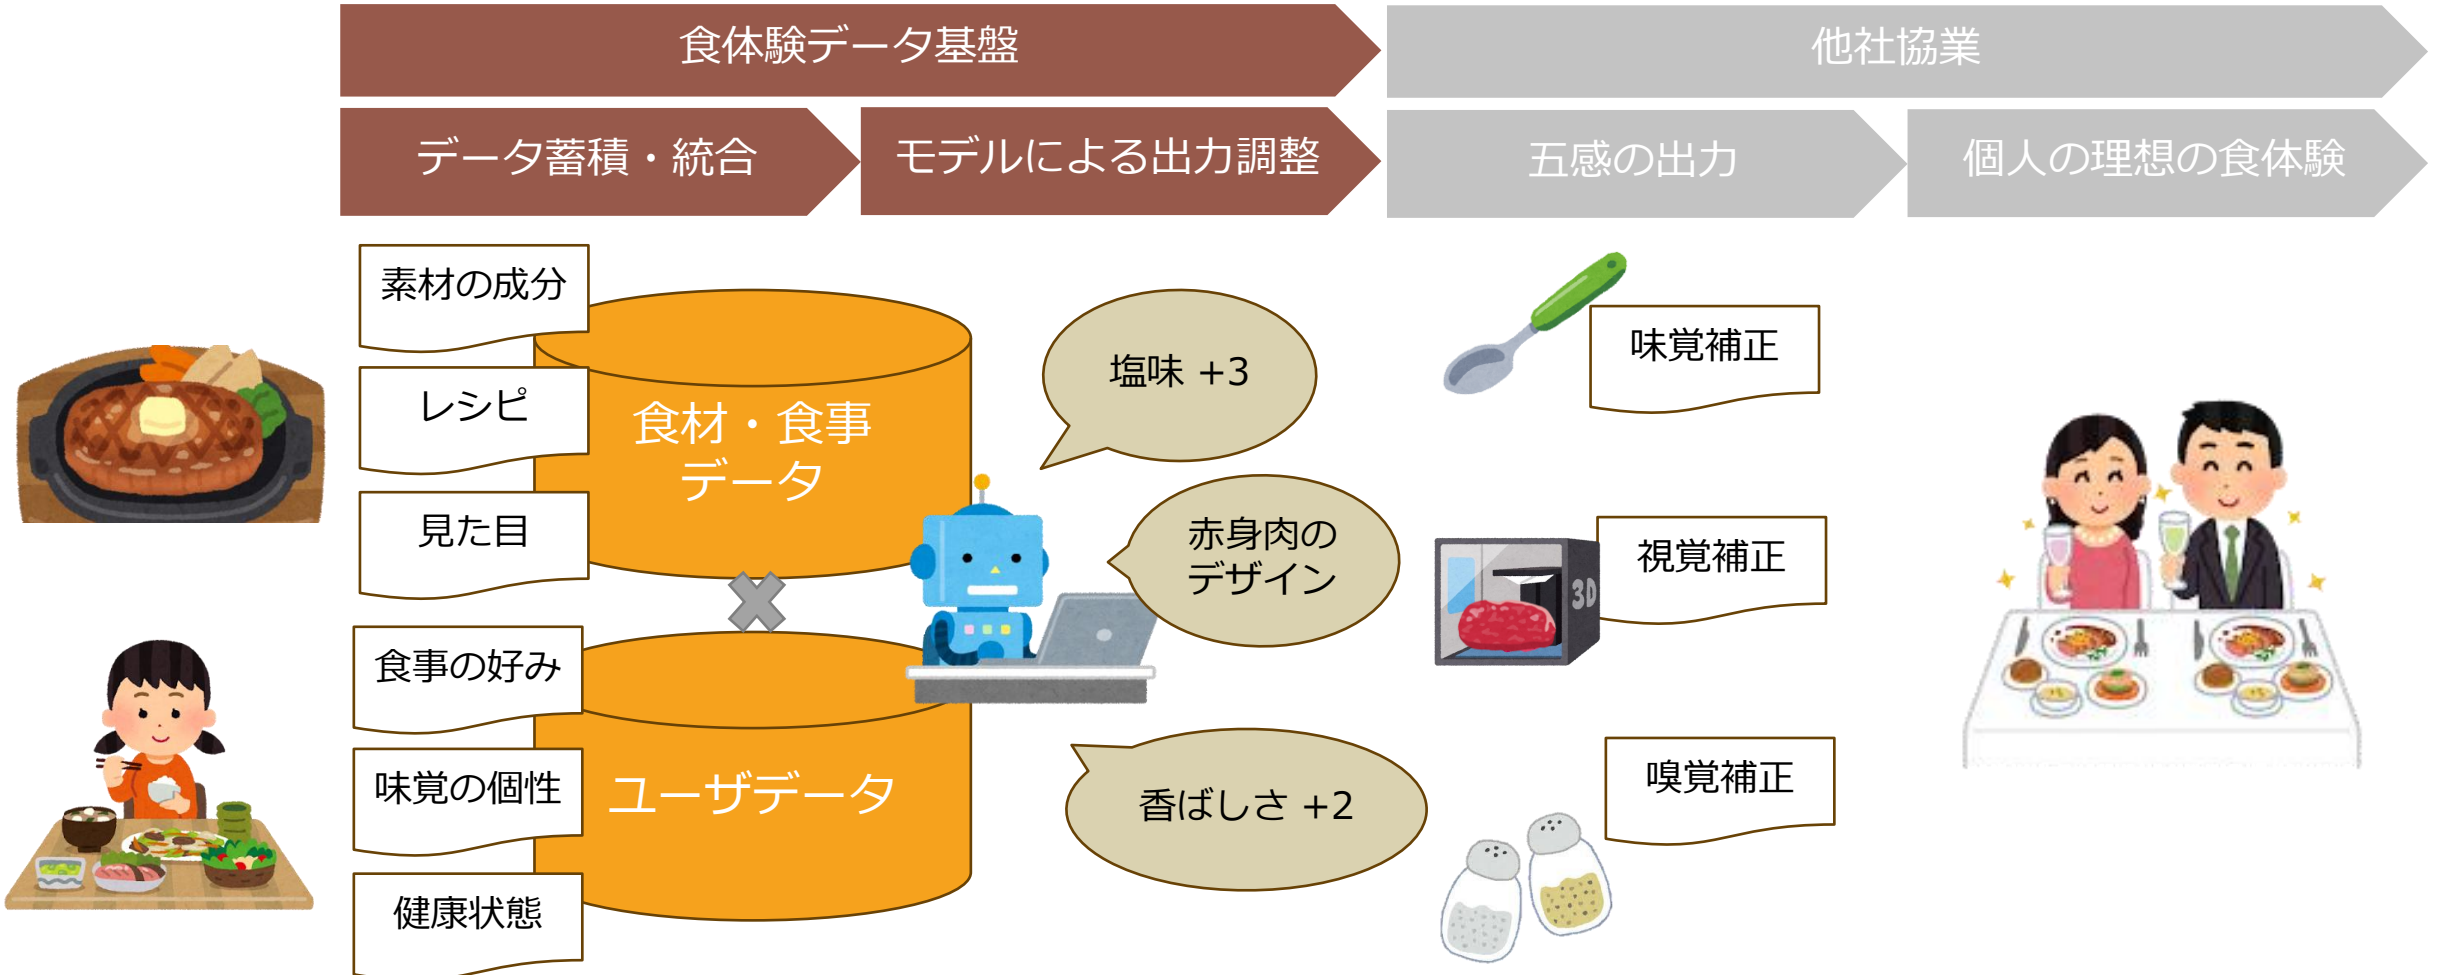 食体験データ基盤
他社協業
データ蓄積・統合
モデルによる出力調整
五感の出力
個人の理想の食体験
素材の成分
レシピ
見た目
食材・食事
データ
食事の好み
味覚の個性
健康状態
ユーザデータ
塩味 +3
赤身肉の
デザイン
香ばしさ +2
味覚補正
視覚補正
3D
嗅覚補正